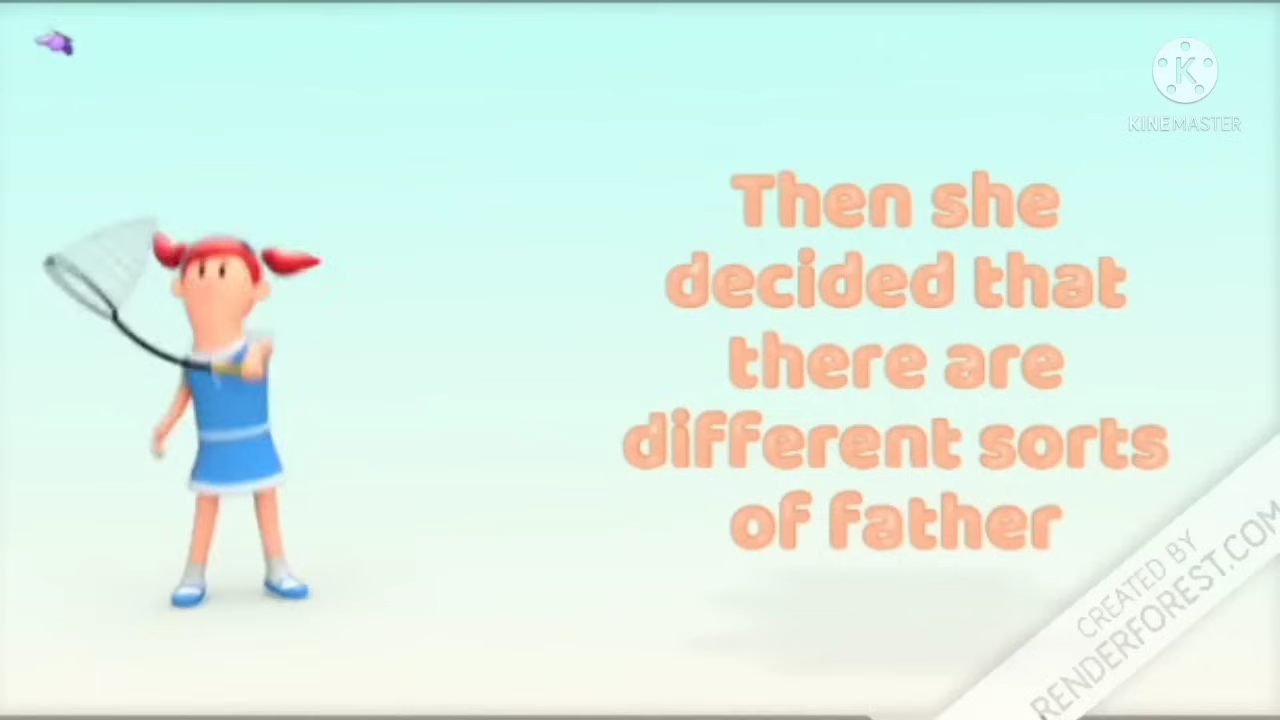 K
KINEMASTER
Then she
decided that
there are
different sorts
of father
CREATED BY
RENDERFOREST.COM